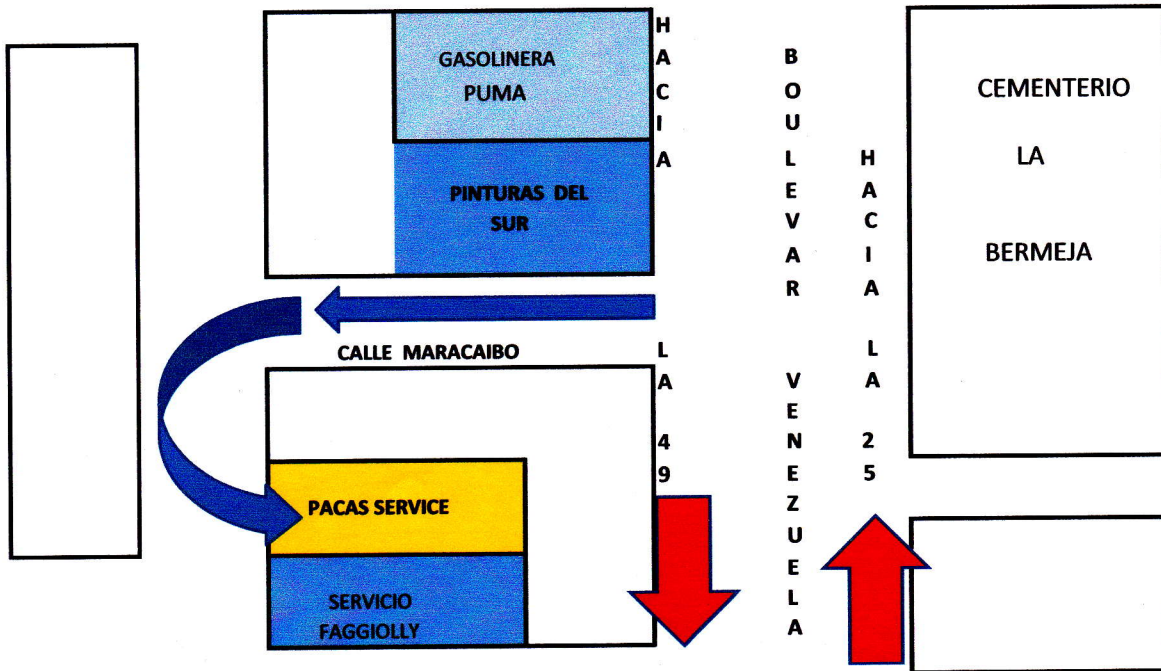 GASOLINERA
PUMA
PINTURAS DEL
SUR
HACIA LA 49
BOULEVAR VENEZUELA
HACIA LA 25
CEMENTERIO
LA
BERMEJA
CALLE MARACAIBO
PACAS SERVICE
SERVICIO
FAGGIOLLY